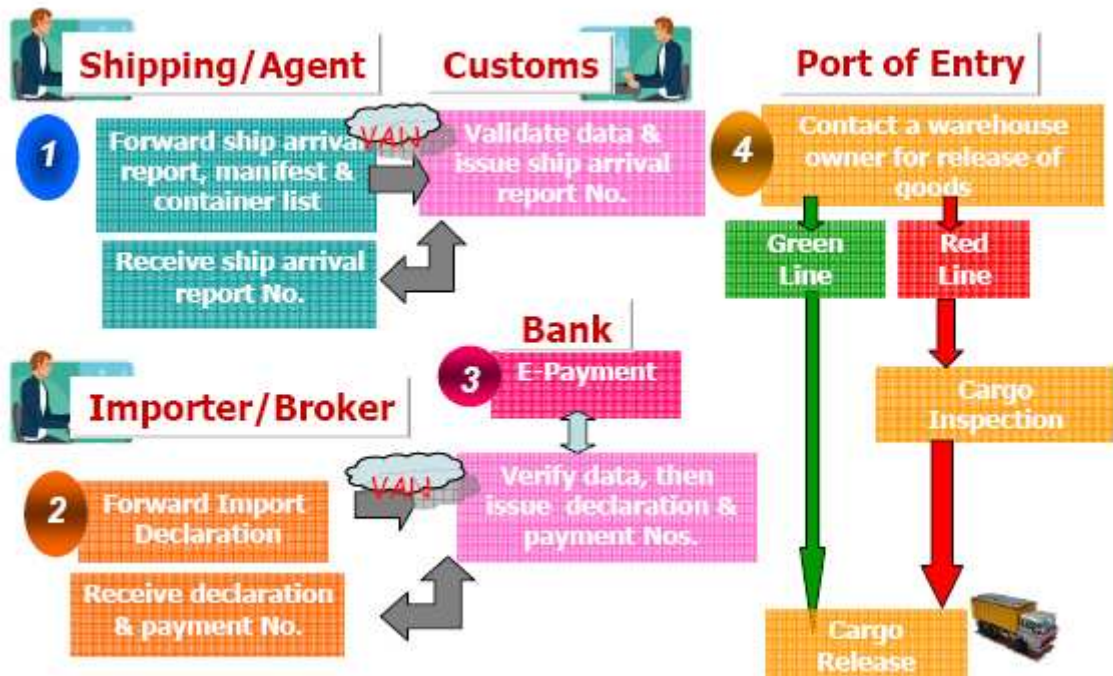 Shipping/Agent
Customs
Port of Entry
1
Forward ship arrival
report, manifest &
container list
VAN
Validate data &
issue ship arrival
report No.
Receive ship arrival
report No.
4
Contact a warehouse
owner for release of
goods
Green
Line
Red
Line
Cargo
Inspection
Cargo
Release
Bank
3
E-Payment
Importer/Broker
2
Forward Import
Declaration
VAN
Verify data, then
issue declaration &
payment Nos.
Receive declaration
& payment No.